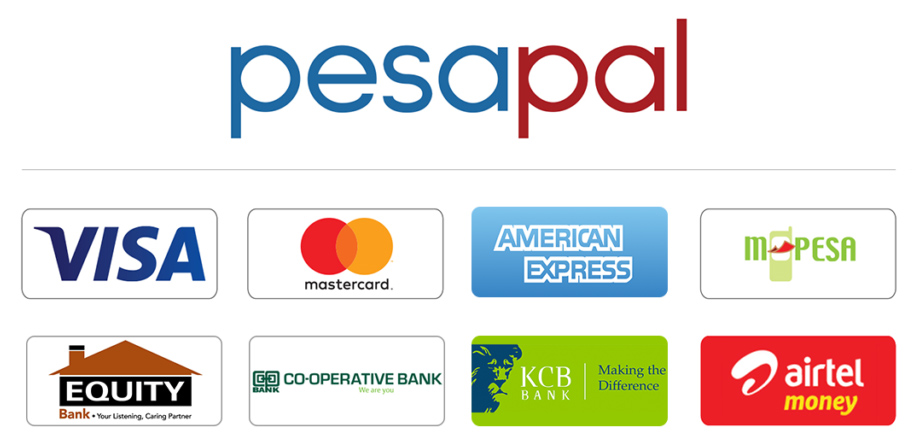 pesapal
VISA
mastercard.
AMERICAN
EXPRESS
M PESA
EQUITY
Bank • Your Listening, Caring Partner
BANK
CO-OPERATIVE BANK
We are you
KCB
BANK
Making the
Difference
airtel
money